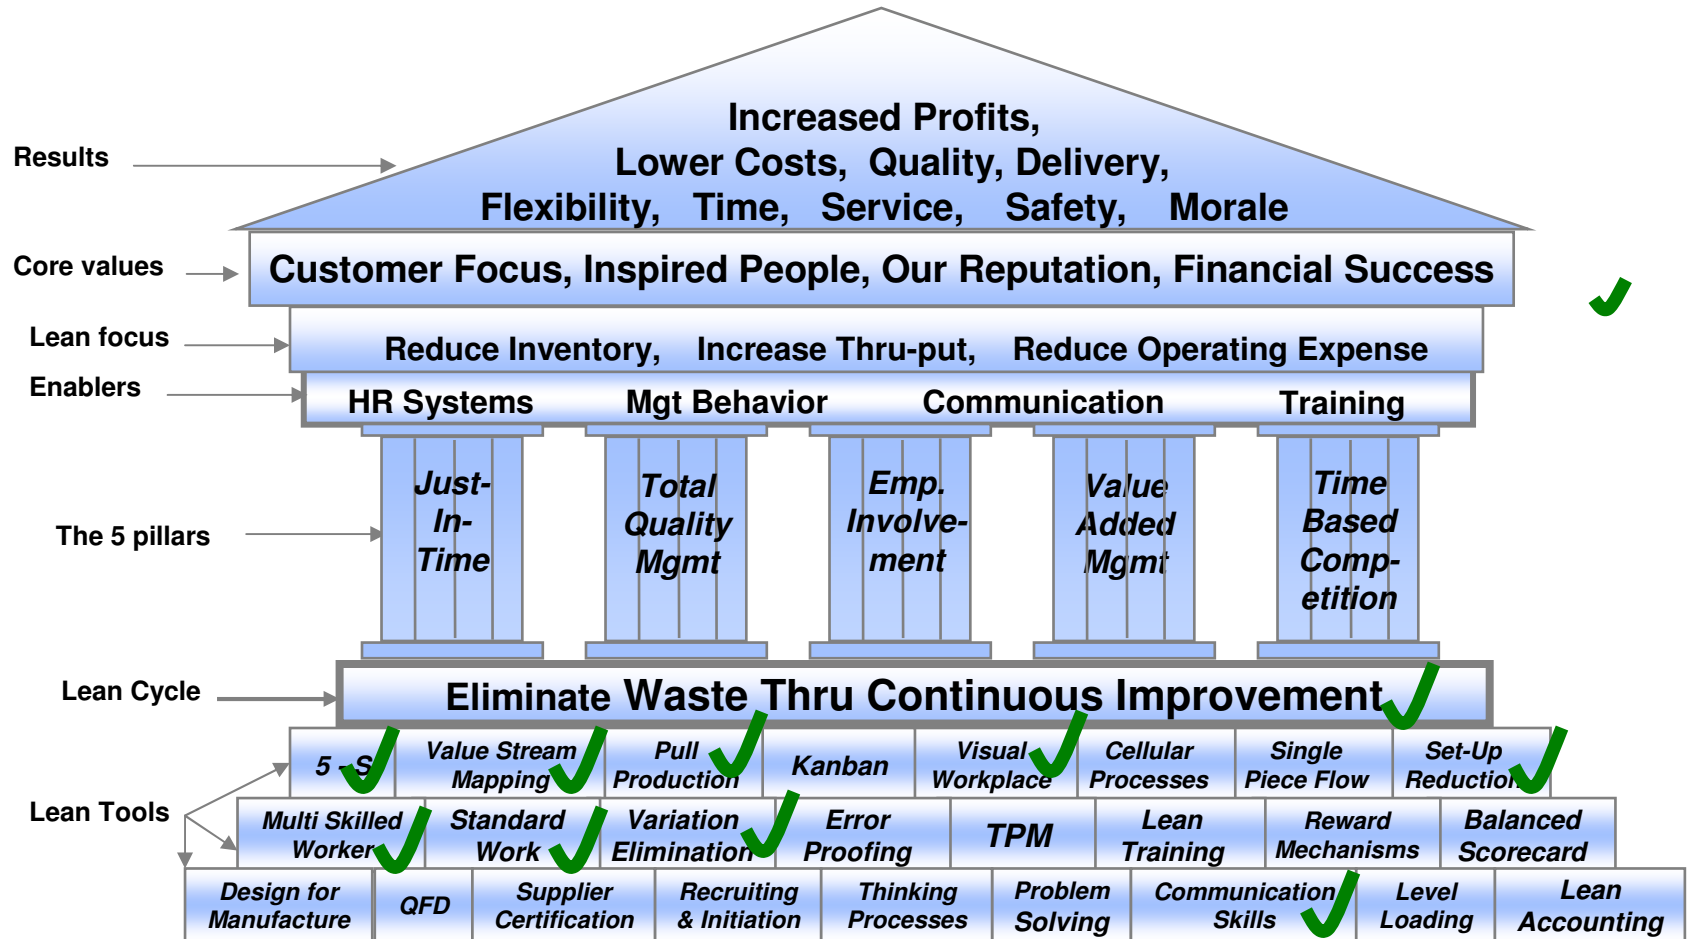 Increased Profits,
Lower Costs, Quality, Delivery,
Flexibility, Time, Service, Safety, Morale
Results
Core values
Customer Focus, Inspired People, Our Reputation, Financial Success
Lean focus
Reduce Inventory, Increase Thru-put, Reduce Operating Expense
Enablers
HR Systems Mgt Behavior Communication Training
The 5 pillars
Just-
In-
Time
Total
Quality
Mgmt
Emp.
Involve-
ment
Value
Added
Mgmt
Time
Based
Comp-
etition
Lean Cycle
Eliminate Waste Thru Continuous Improvement
Lean Tools
5 - S
Value Stream
Mapping
Pull
Production
Kanban
Visual
Workplace
Cellular
Processes
Single
Piece Flow
Set-Up
Reduction
Multi Skilled
Worker
Standard
Work
Variation
Elimination
Error
Proofing
TPM
Lean
Training
Reward
Mechanisms
Balanced
Scorecard
Design for
Manufacture
QFD
Supplier
Certification
Recruiting
& Initiation
Thinking
Processes
Problem
Solving
Communication
Skills
Level
Loading
Lean
Accounting